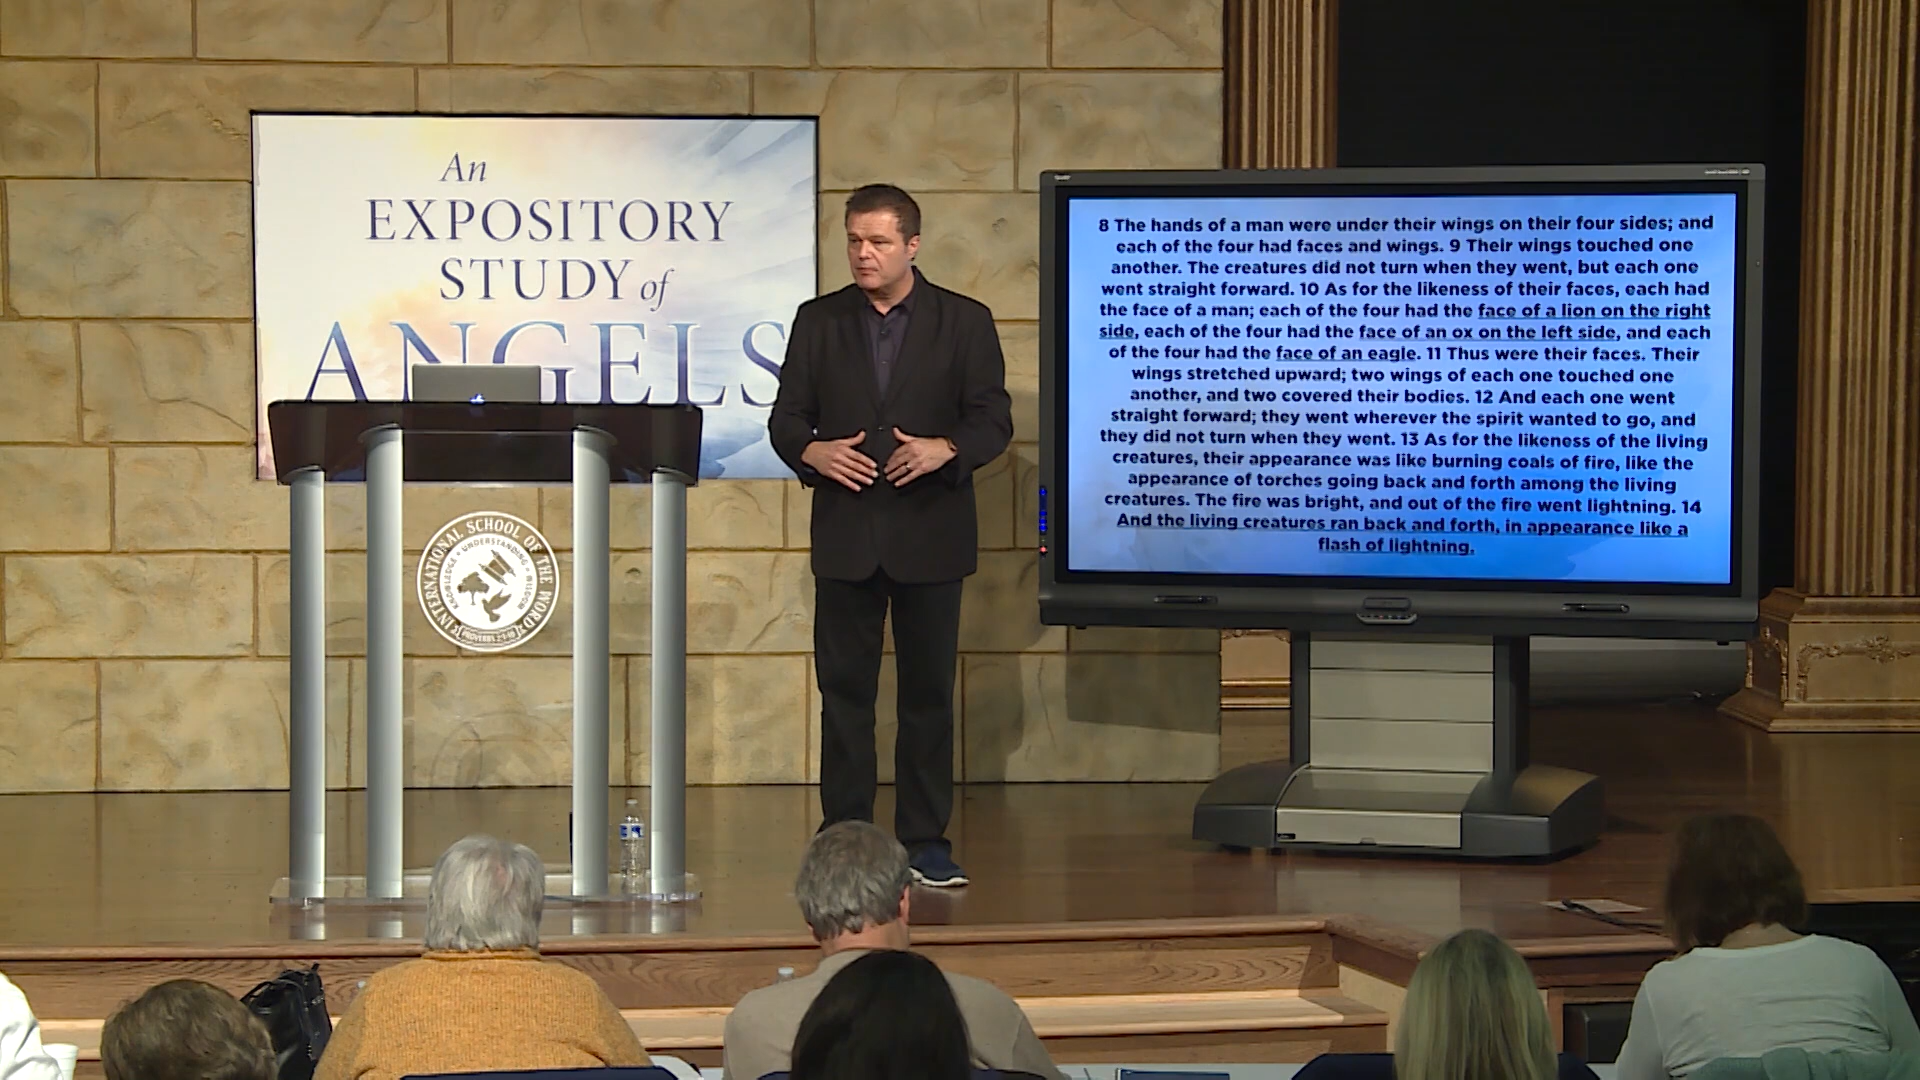 An
EXPOSITORY
STUDY of
ANGELS
8 The hands of a man were under their wings on their four sides; and
each of the four had faces and wings. 9 Their wings touched one
another. The creatures did not turn when they went, but each one
went straight forward. 10 As for the likeness of their faces, each had
the face of a man; each of the four had the face of a lion on the right
side, each of the four had the face of an ox on the left side, and each
of the four had the face of an eagle. 11 Thus were their faces. Their
wings stretched upward; two wings of each one touched one
another, and two covered their bodies. 12 And each one went
straight forward; they went wherever the spirit wanted to go, and
they did not turn when they went. 13 As for the likeness of the living
creatures, their appearance was like burning coals of fire, like the
appearance of torches going back and forth among the living
creatures. The fire was bright, and out of the fire went lightning. 14
And the living creatures ran back and forth, in appearance like a
flash of lightning.
INTERNATIONAL SCHOOL OF THE WORD
KNOWLEDGE • UNDERSTANDING • WISDOM